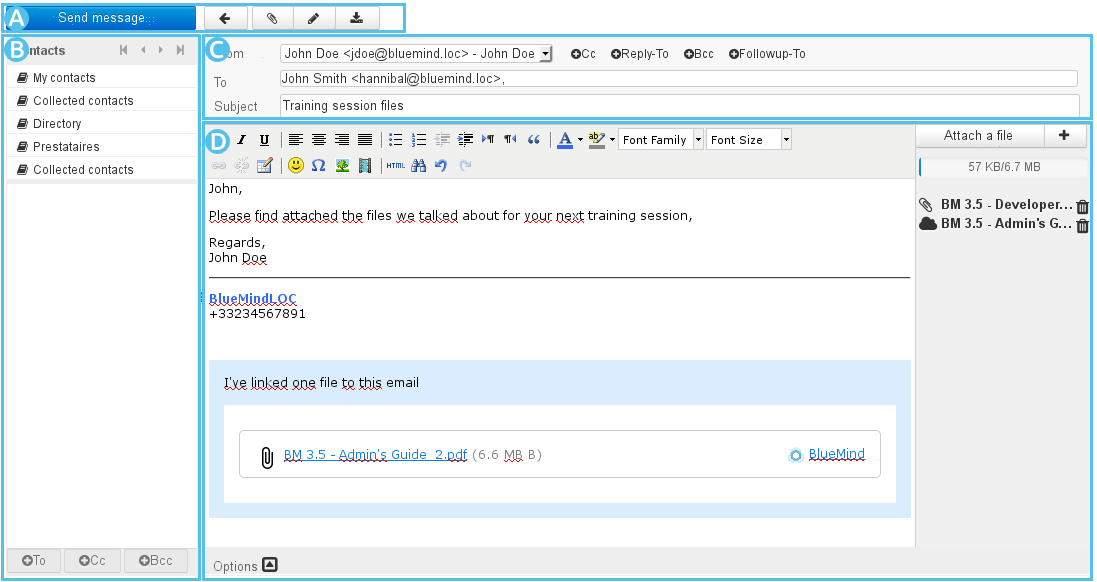 A Send message...
B ntacts
My contacts
Collected contacts
Directory
Prestataires
Collected contacts
To Cc Bcc
C om John Doe <jdoe@bluemind.loc> - John Doe Cc Reply-To Bcc Followup-To
To John Smith <hannibal@bluemind.loc>,
Subject Training session files
D I U A ab Font Family Font Size
Ω HTML
John,
Please find attached the files we talked about for your next training session,
Regards,
John Doe
BlueMindLOC
+33234567891
I've linked one file to this email
BM 3.5 - Admin's Guide_2.pdf (6.6 MB B) BlueMind
Options
Attach a file
57 KB/6.7 MB
BM 3.5 - Developer...
BM 3.5 - Admin's G...